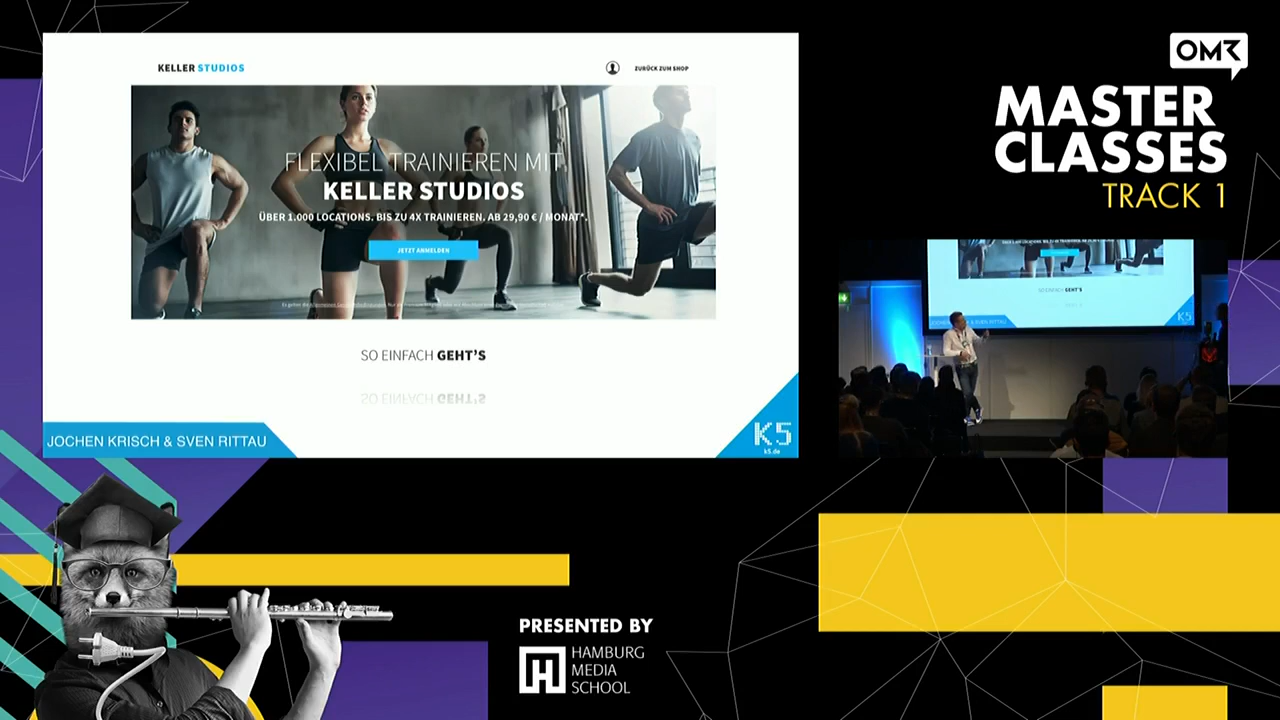 KELLER STUDIOS
ZURÜCK ZUM SHOP
FLEXIBEL TRAINIEREN MIT
KELLER STUDIOS
ÜBER 1.000 LOCATIONS. BIS ZU 4X TRAINIEREN. AB 29,90 € / MONAT*.
JETZT ANMELDEN
SO EINFACH GEHT'S
JOCHEN KRISCH & SVEN RITTAU
K5
k5.de
OMR
MASTER
CLASSES
TRACK 1
SO EINFACH GEHT'S
K5
PRESENTED BY
HAMBURG
MEDIA
SCHOOL